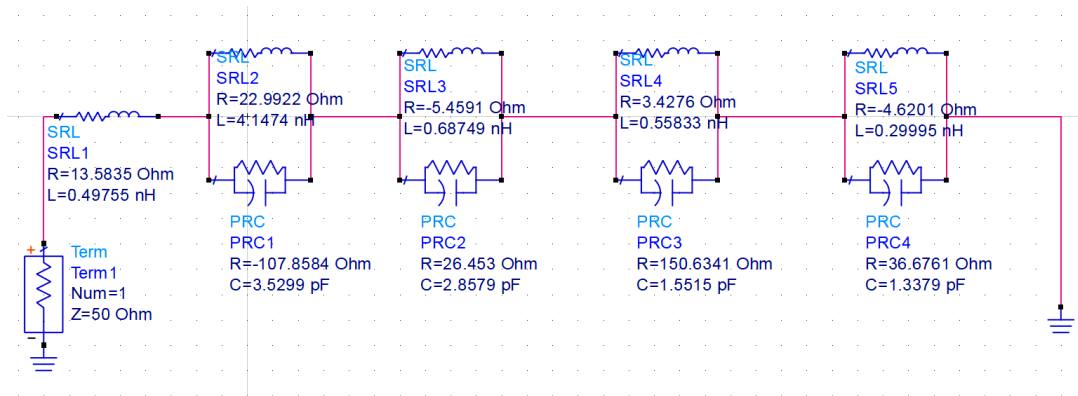 SRL
SRL1
R=13.5835 Ohm
L=0.49755 nH
+
Term
Term1
Num=1
Z=50 Ohm
−
SRL
SRL2
R=22.9922 Ohm
L=4.1474 nH
PRC
PRC1
R=-107.8584 Ohm
C=3.5299 pF
SRL
SRL3
R=-5.4591 Ohm
L=0.68749 nH
PRC
PRC2
R=26.453 Ohm
C=2.8579 pF
SRL
SRL4
R=3.4276 Ohm
L=0.55833 nH
PRC
PRC3
R=150.6341 Ohm
C=1.5515 pF
SRL
SRL5
R=-4.6201 Ohm
L=0.29995 nH
PRC
PRC4
R=36.6761 Ohm
C=1.3379 pF